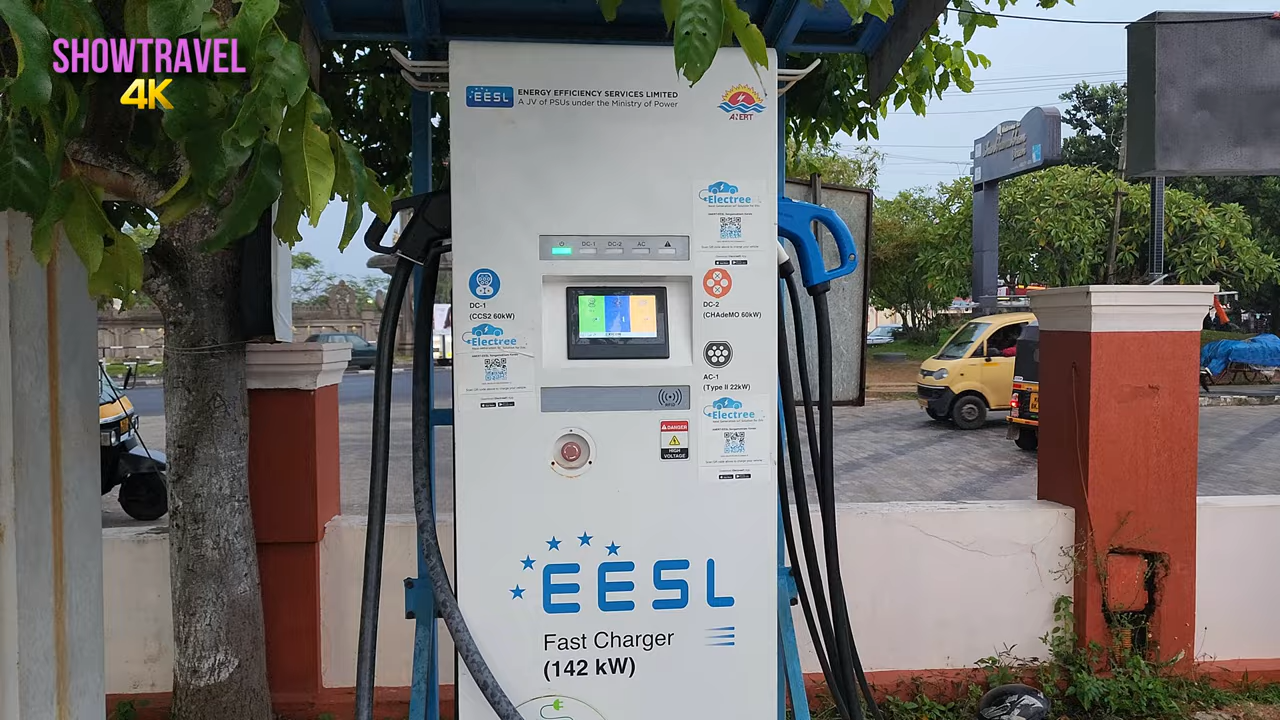 SHOWTRAVEL
4K
EESL
ENERGY EFFICIENCY SERVICES LIMITED
A JV of PSUs under the Ministry of Power
ANERT
Electree
DC-1
DC-2
AC
DC-1
(CCS2 60kW)
DC-2
(CHAdeMO 60kW)
Electree
AC-1
(Type II 22kW)
Electree
DANGER
HIGH
VOLTAGE
EESL
Fast Charger
(142 kW)